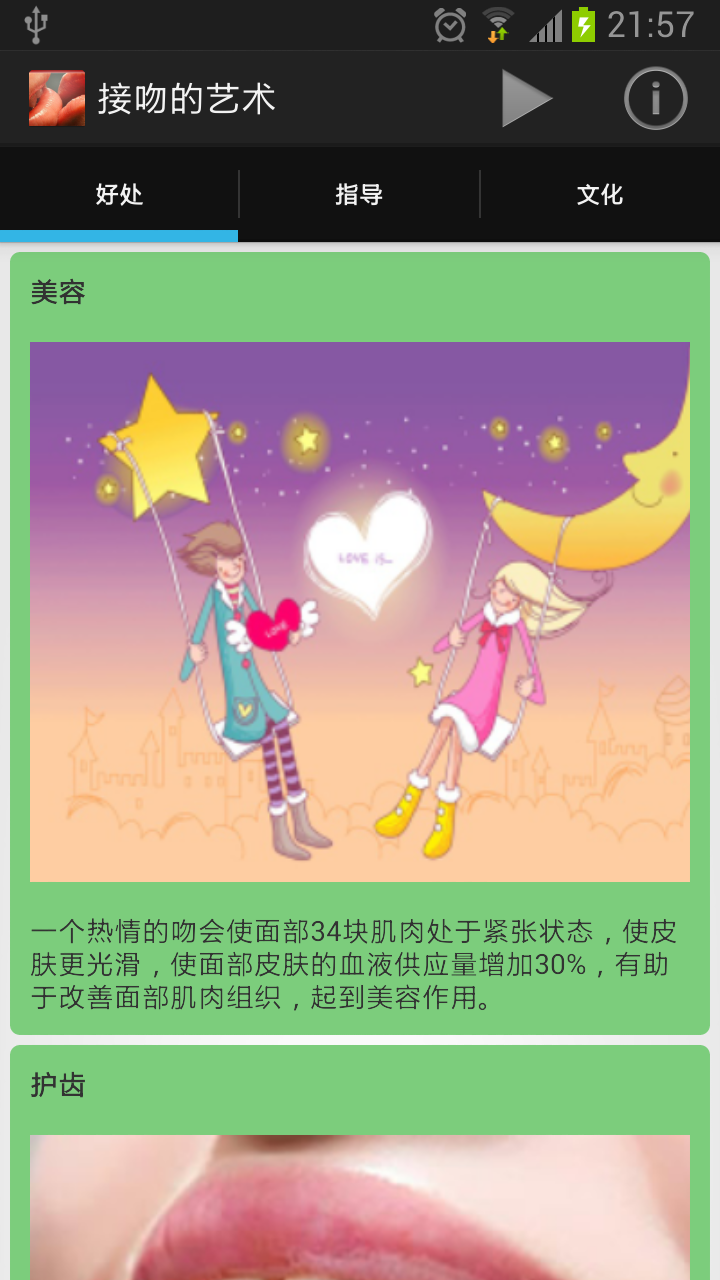 21:57
接吻的艺术
好处
指导
文化
美容
LOVE IS...
LOVE
一个热情的吻会使面部34块肌肉处于紧张状态，使皮
肤更光滑，使面部皮肤的血液供应量增加30%，有助
于改善面部肌肉组织，起到美容作用。
护齿